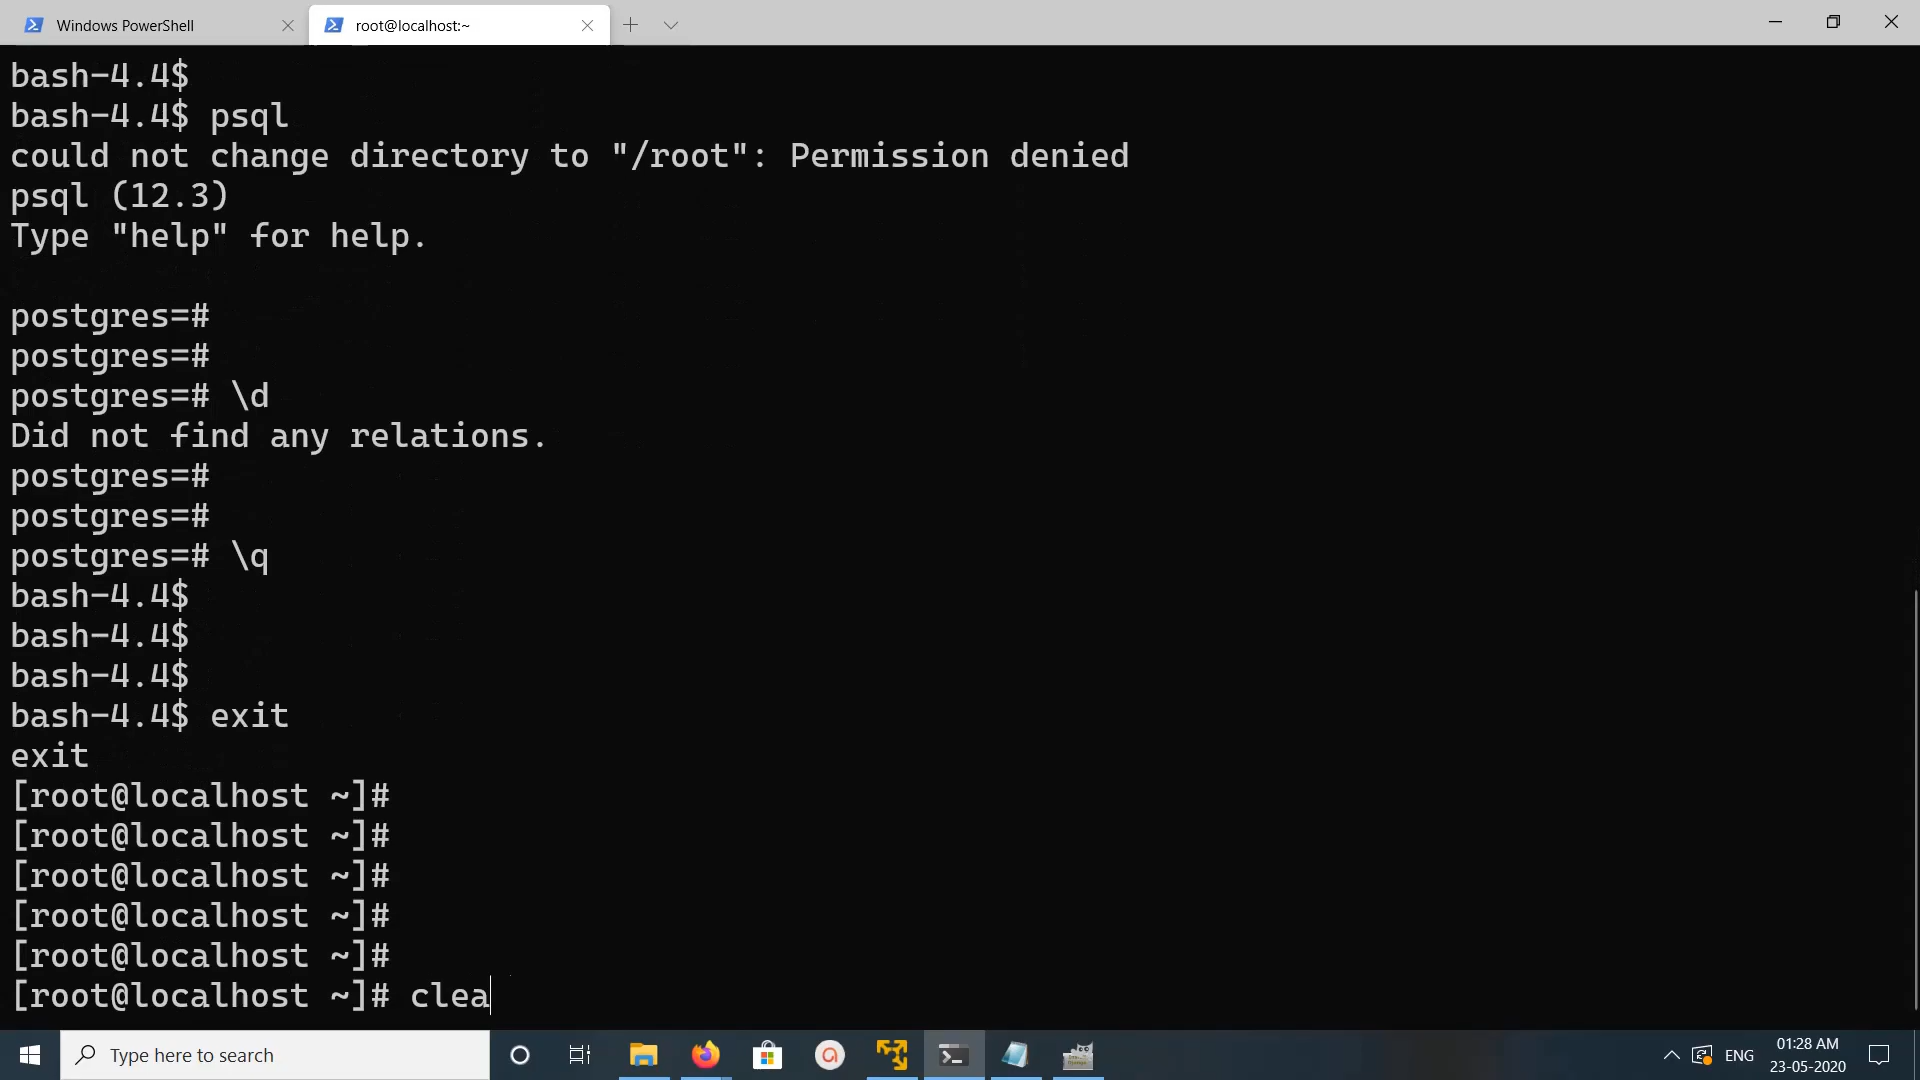 Windows PowerShell
root@localhost:~
bash-4.4$
bash-4.4$ psql
could not change directory to "/root": Permission denied
psql (12.3)
Type "help" for help.
postgres=#
postgres=#
postgres=# \d
Did not find any relations.
postgres=#
postgres=#
postgres=# \q
bash-4.4$
bash-4.4$
bash-4.4$
bash-4.4$ exit
exit
[root@localhost ~]#
[root@localhost ~]#
[root@localhost ~]#
[root@localhost ~]#
[root@localhost ~]#
[root@localhost ~]# clea
Type here to search
ENG
01:28 AM
23-05-2020